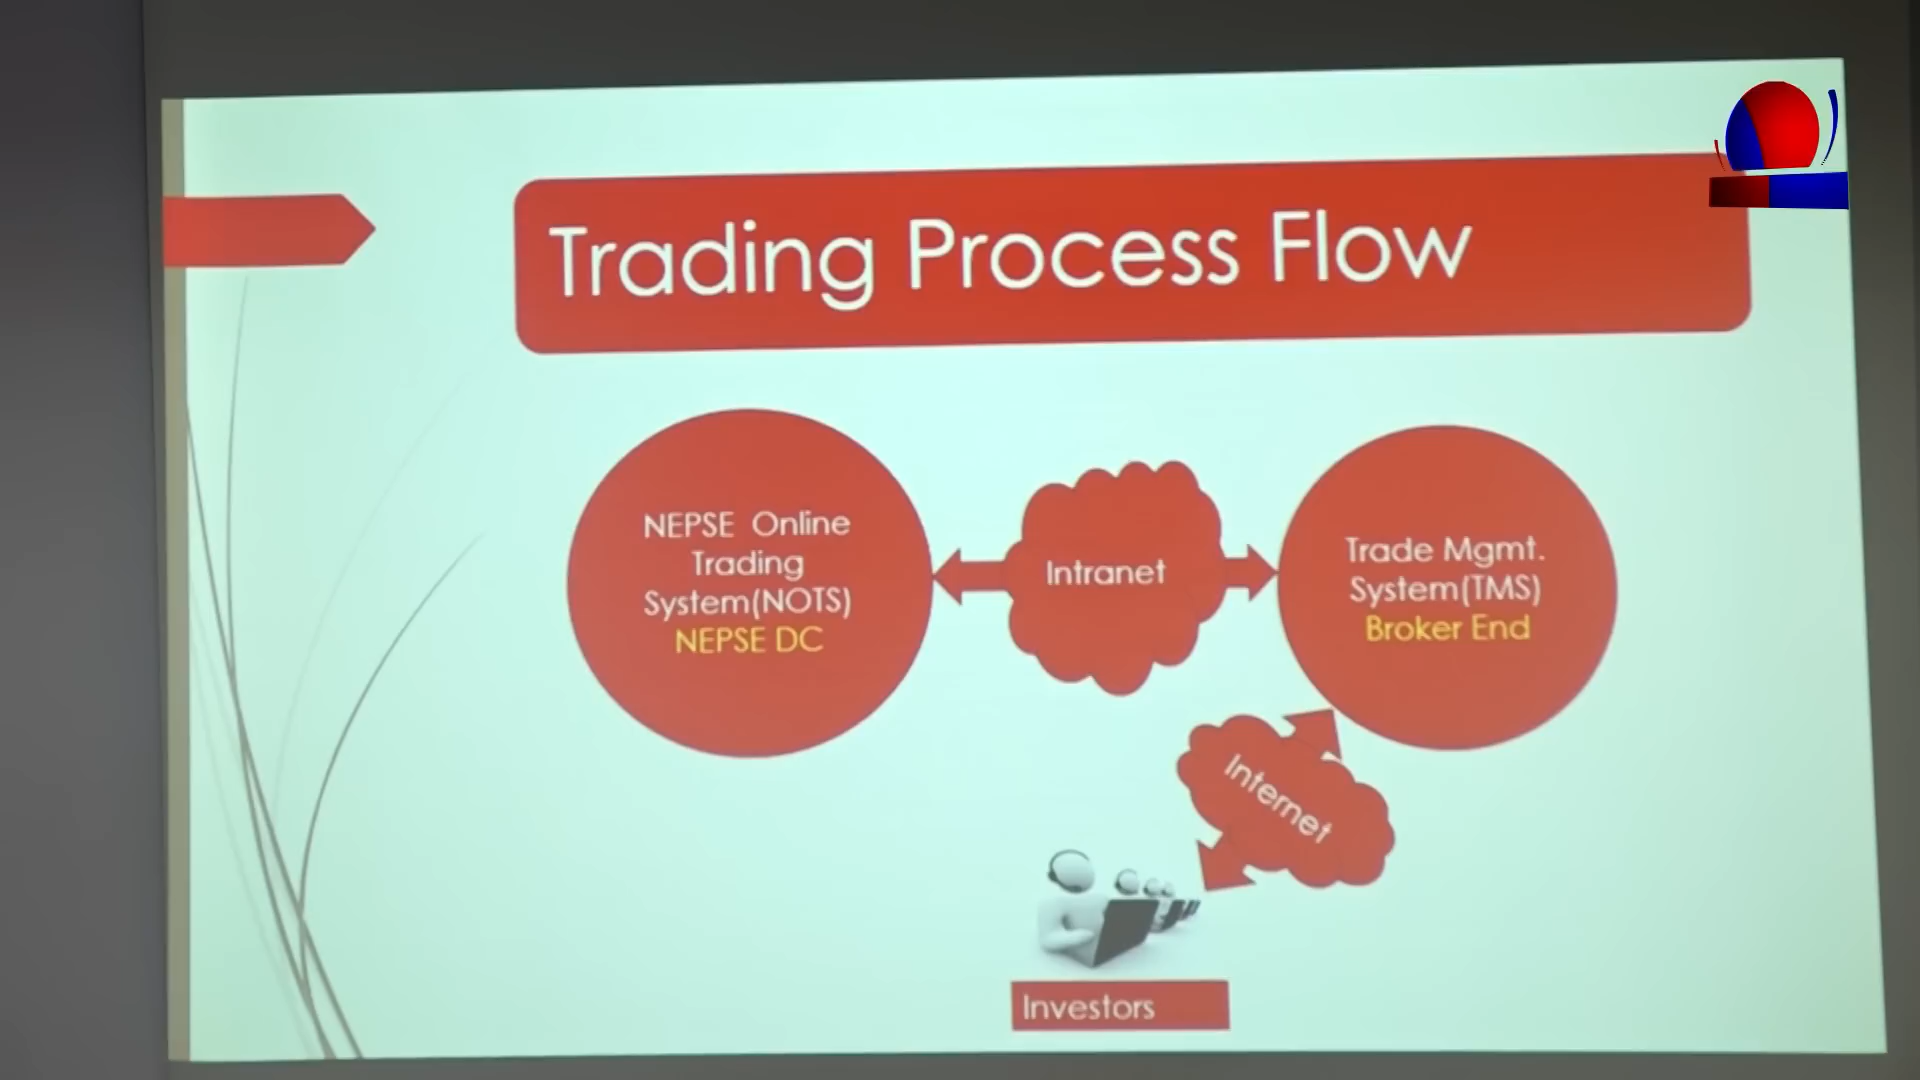 Trading Process Flow
NEPSE Online
Trading
System(NOTS)
NEPSE DC
Intranet
Trade Mgmt.
System(TMS)
Broker End
Internet
Investors